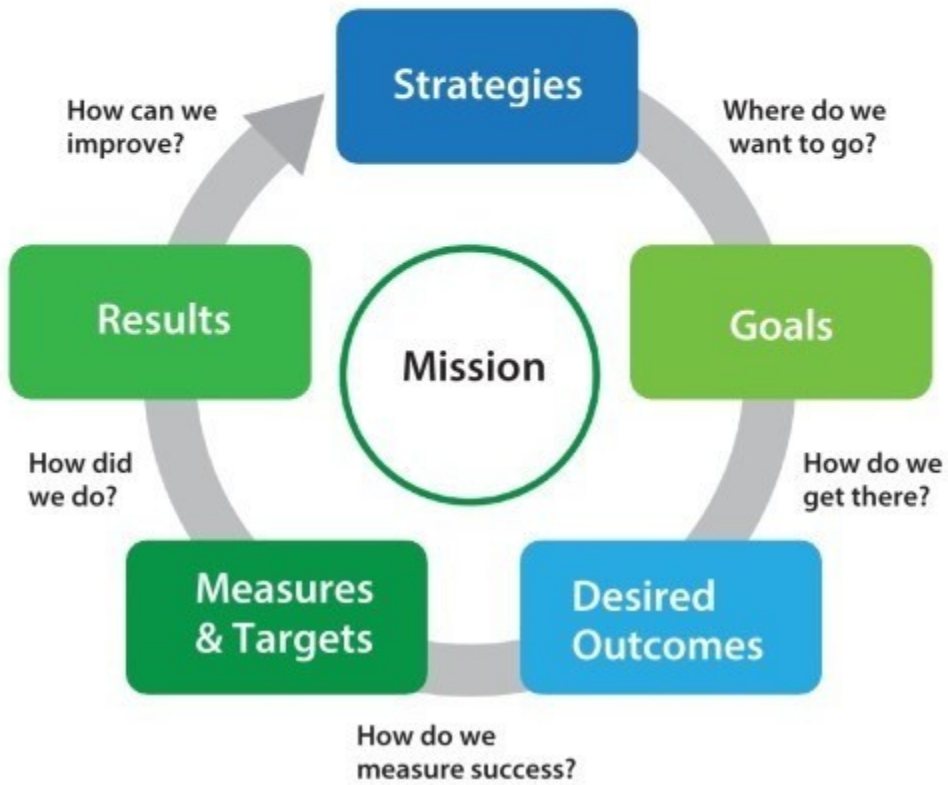 Strategies
Where do we
want to go?
Goals
How do we
get there?
Desired
Outcomes
How do we
measure success?
Measures
& Targets
How did
we do?
Results
How can we
improve?
Mission